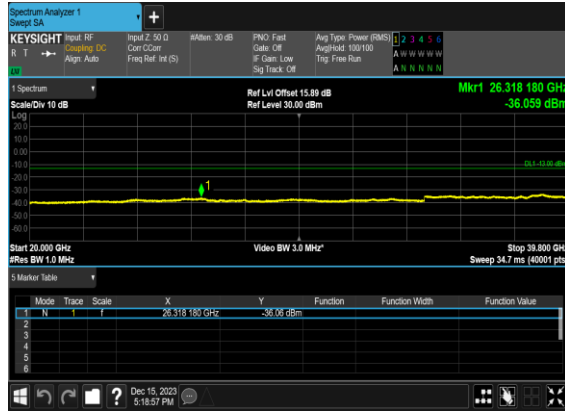 Spectrum Analyzer 1
Swept SA
+
KEYSIGHT Input: RF Input Z: 50 Ω #Atten: 30 dB PNO: Fast Avg Type: Power (RMS) 1 2 3 4 5 6
R T Coupling: DC Corr CCorr Gate: Off Avg|Hold: 100/100 A W W W W W
Align: Auto Freq Ref: Int (S) IF Gain: Low Trig: Free Run
Sig Track: Off A N N N N N
1 Spectrum
Scale/Div 10 dB
Ref Lvl Offset 15.89 dB
Ref Level 30.00 dBm
Mkr1 26.318 180 GHz
-36.059 dBm
Log
20.0
10.0
0.00
-10.0
DL1 -13.00 dBm
-20.0
-30.0
1
-40.0
-50.0
-60.0
Start 20.000 GHz Video BW 3.0 MHz* Stop 39.800 GHz
#Res BW 1.0 MHz Sweep 34.7 ms (40001 pts)
5 Marker Table
Mode Trace Scale X Y Function Function Width Function Value
1 N 1 f 26.318 180 GHz -36.06 dBm
2
3
4
5
6
?
Dec 15, 2023
5:18:57 PM